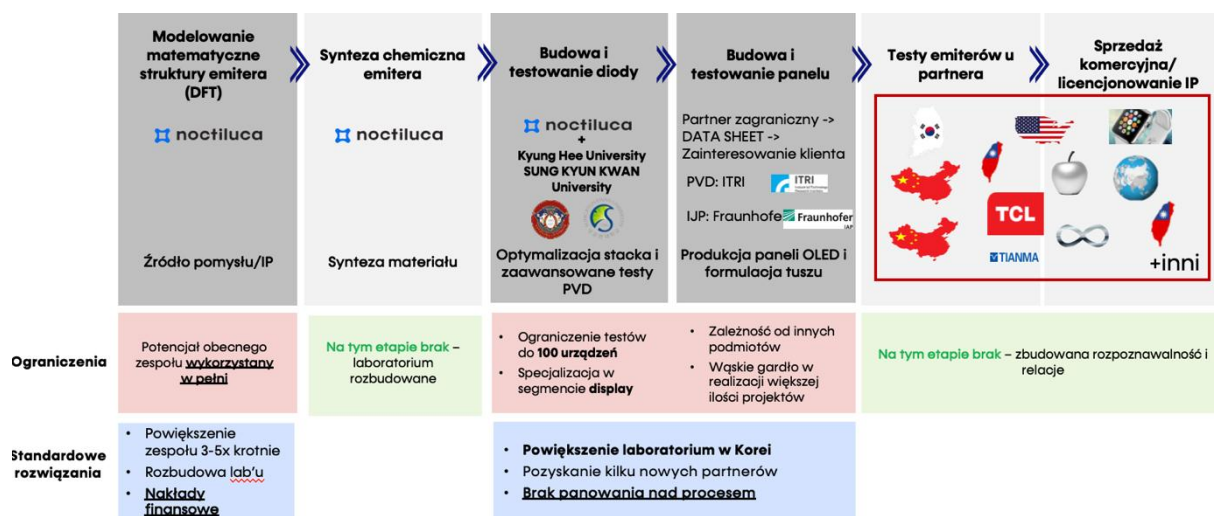 Modelowanie
matematyczne
struktury emitera
(DFT)
noctiluca
Źródło pomysłu/IP
Synteza chemiczna
emitera
noctiluca
Synteza materiału
Budowa i
testowanie diody
noctiluca
+
Kyung Hee University
SUNG KYUN KWAN
University
Optymalizacja stacka i
zaawansowane testy
PVD
Budowa i
testowanie panelu
Partner zagraniczny ->
DATA SHEET ->
Zainteresowanie klienta
PVD: ITRI
ITRI
IJP: Fraunhofe
Fraunhofer
IAP
Produkcja paneli OLED i
formulacja tuszu
Testy emiterów u
partnera
Sprzedaż
komercyjna/
licencjonowanie IP
TCL
TIANMA
+inni
Ograniczenia
Potencjał obecnego
zespołu wykorzystany
w pełni
Na tym etapie brak –
laboratorium
rozbudowane
• Ograniczenie testów
do 100 urządzeń
• Specjalizacja w
segmencie display
• Zależność od innych
podmiotów
• Wąskie gardło w
realizacji większej
ilości projektów
Na tym etapie brak – zbudowana rozpoznawalność i
relacje
Standardowe
rozwiązania
• Powiększenie
zespołu 3-5x krotnie
• Rozbudowa lab’u
• Nakłady
finansowe
• Powiększenie laboratorium w Korei
• Pozyskanie kilku nowych partnerów
• Brak panowania nad procesem